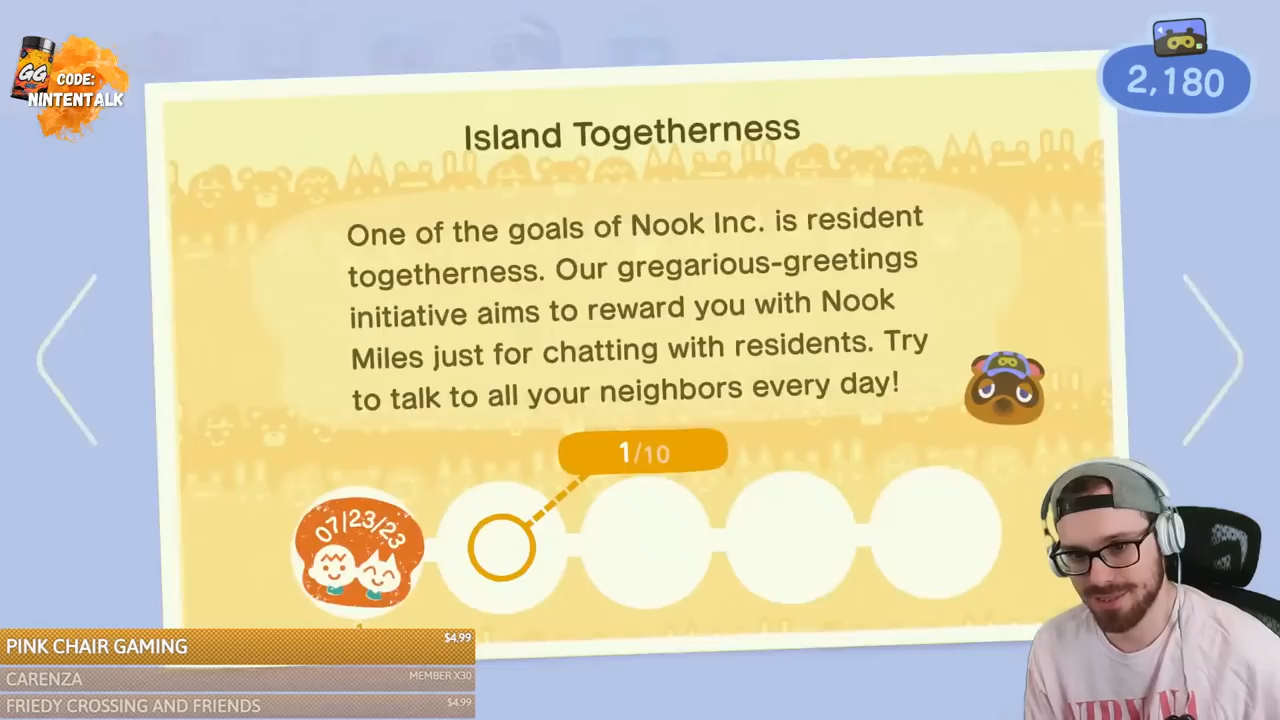 GG
CODE:
NINTENTALK
2,180
Island Togetherness
One of the goals of Nook Inc. is resident
togetherness. Our gregarious-greetings
initiative aims to reward you with Nook
Miles just for chatting with residents. Try
to talk to all your neighbors every day!
1/10
07/23/23
PINK CHAIR GAMING $4.99
CARENZA MEMBER X30
FRIEDY CROSSING AND FRIENDS $4.99
NIRVANA